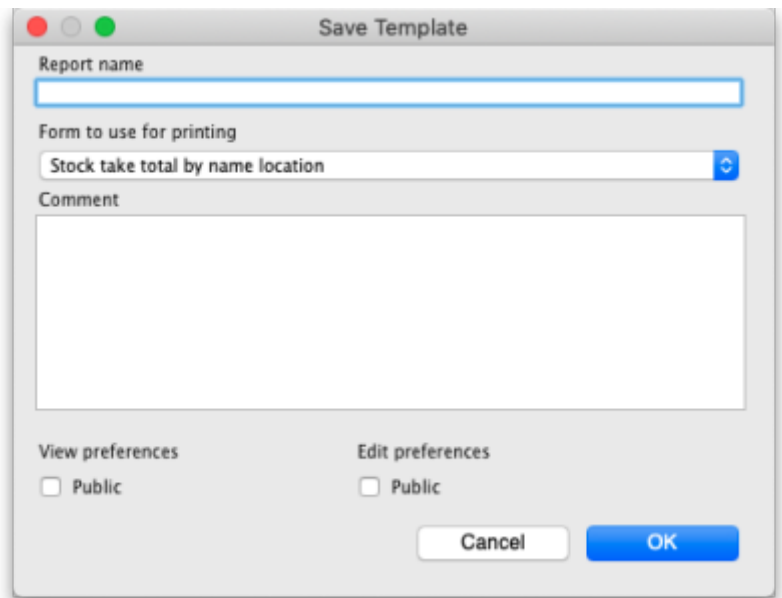 Save Template
Report name
Form to use for printing
Stock take total by name location
Comment
View preferences Edit preferences
Public Public
Cancel OK